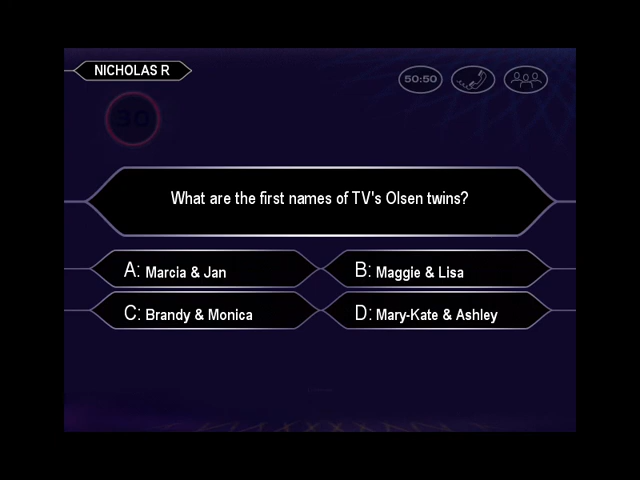 NICHOLAS R
50:50
30
What are the first names of TV's Olsen twins?
A: Marcia & Jan
B: Maggie & Lisa
C: Brandy & Monica
D: Mary-Kate & Ashley